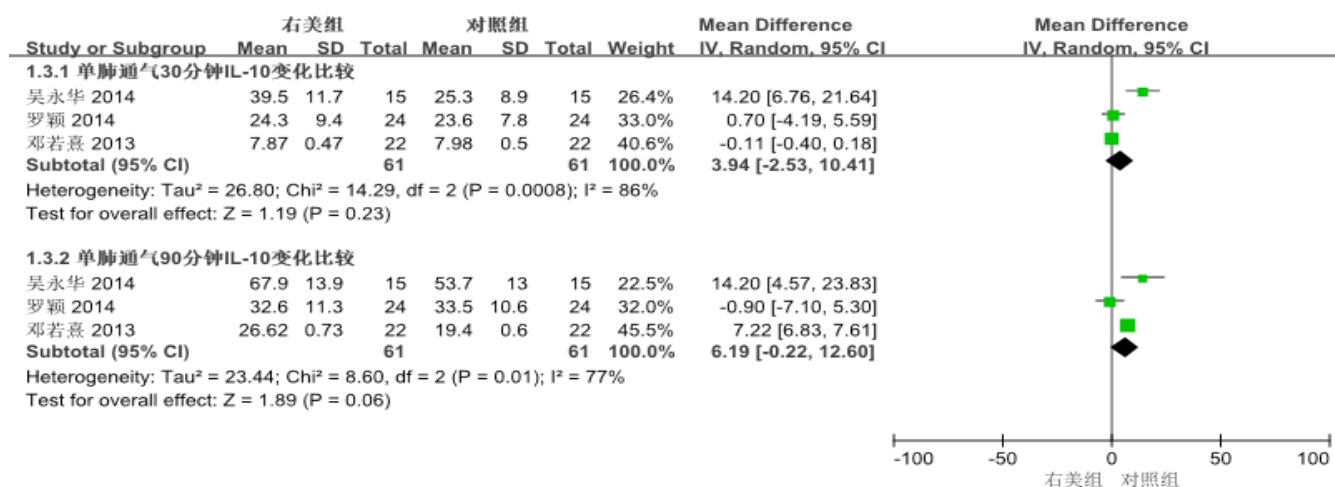 右美组 对照组 Mean Difference Mean Difference
Study or Subgroup Mean SD Total Mean SD Total Weight IV, Random, 95% CI IV, Random, 95% CI
1.3.1 单肺通气30分钟IL-10变化比较
吴永华 2014 39.5 11.7 15 25.3 8.9 15 26.4% 14.20 [6.76, 21.64]
罗颖 2014 24.3 9.4 24 23.6 7.8 24 33.0% 0.70 [-4.19, 5.59]
邓若熹 2013 7.87 0.47 22 7.98 0.5 22 40.6% -0.11 [-0.40, 0.18]
Subtotal (95% CI) 61 61 100.0% 3.94 [-2.53, 10.41]
Heterogeneity: Tau² = 26.80; Chi² = 14.29, df = 2 (P = 0.0008); I² = 86%
Test for overall effect: Z = 1.19 (P = 0.23)
1.3.2 单肺通气90分钟IL-10变化比较
吴永华 2014 67.9 13.9 15 53.7 13 15 22.5% 14.20 [4.57, 23.83]
罗颖 2014 32.6 11.3 24 33.5 10.6 24 32.0% -0.90 [-7.10, 5.30]
邓若熹 2013 26.62 0.73 22 19.4 0.6 22 45.5% 7.22 [6.83, 7.61]
Subtotal (95% CI) 61 61 100.0% 6.19 [-0.22, 12.60]
Heterogeneity: Tau² = 23.44; Chi² = 8.60, df = 2 (P = 0.01); I² = 77%
Test for overall effect: Z = 1.89 (P = 0.06)
-100 -50 0 50 100
右美组 对照组